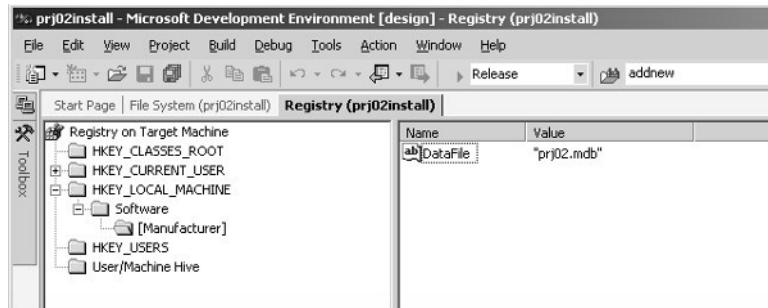 prj02install - Microsoft Development Environment [design] - Registry (prj02install)
File Edit View Project Build Debug Tools Action Window Help
Release addnew
Start Page File System (prj02install) Registry (prj02install)
Toolbox
Registry on Target Machine
HKEY_CLASSES_ROOT
HKEY_CURRENT_USER
HKEY_LOCAL_MACHINE
Software
[Manufacturer]
HKEY_USERS
User/Machine Hive
Name Value
ab DataFile "prj02.mdb"